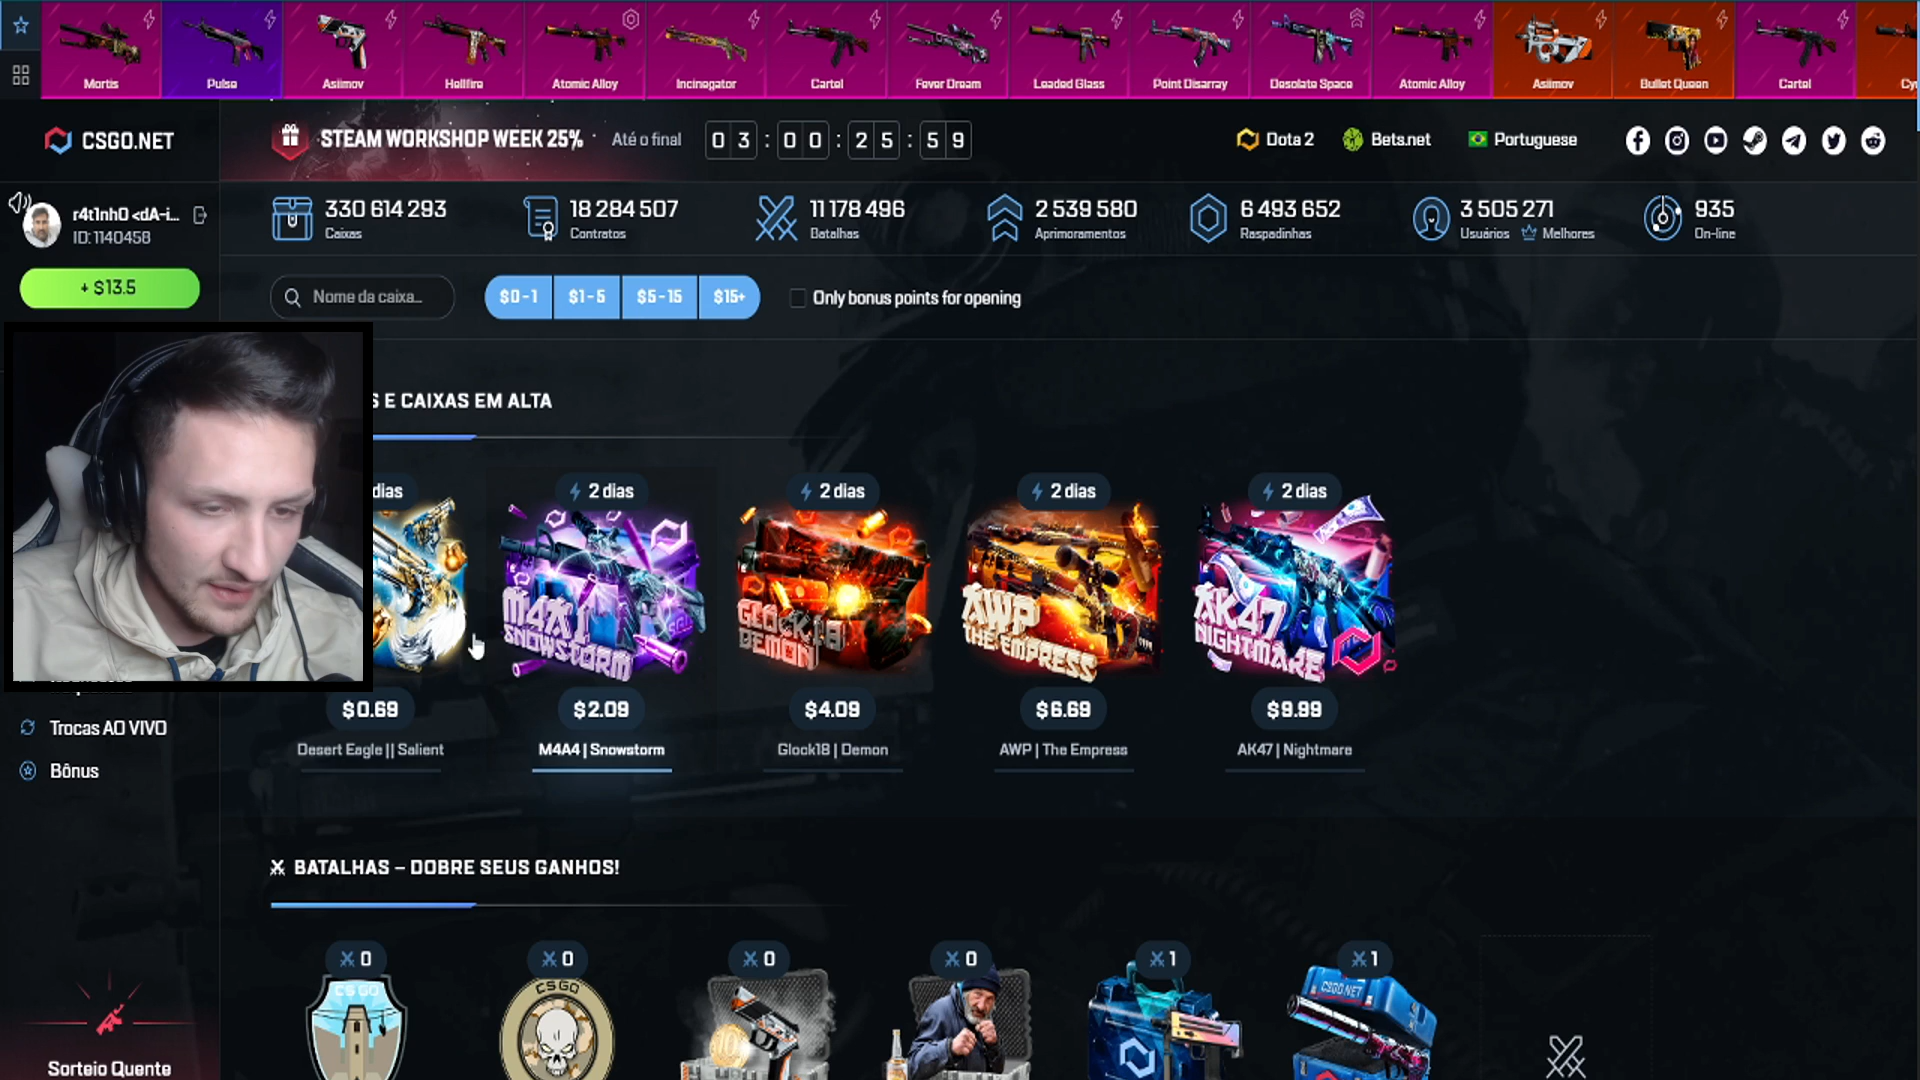 Mortis
Pulse
Asiimov
Hellfire
Atomic Alloy
Incinegator
Cartel
Fever Dream
Leaded Glass
Point Disarray
Desolate Space
Atomic Alloy
Asiimov
Bullet Queen
Cartel
Cy
CSGO.NET
STEAM WORKSHOP WEEK 25%
Até o final
03:00:25:59
Dota 2
Bets.net
Portuguese
r4t1nhO <dA-i...
ID: 1140458
330 614 293
Caixas
18 284 507
Contratos
11 178 496
Batalhas
2 539 580
Aprimoramentos
6 493 652
Raspadinhas
3 505 271
Usuários
Melhores
935
On-line
+ $13.5
Nome da caixa...
$0-1
$1-5
$5-15
$15+
Only bonus points for opening
S E CAIXAS EM ALTA
dias
2 dias
2 dias
2 dias
2 dias
M4A1
SNOWSTORM
GLOCK18
DEMON
AWP
THE EMPRESS
AK47
NIGHTMARE
$0.69
$2.09
$4.09
$6.69
$9.99
Desert Eagle || Salient
M4A4 | Snowstorm
Glock18 | Demon
AWP | The Empress
AK47 | Nightmare
Trocas AO VIVO
Bônus
BATALHAS – DOBRE SEUS GANHOS!
0
0
0
0
1
1
CS GO
CS GO
CSGO.NET
Sorteio Quente